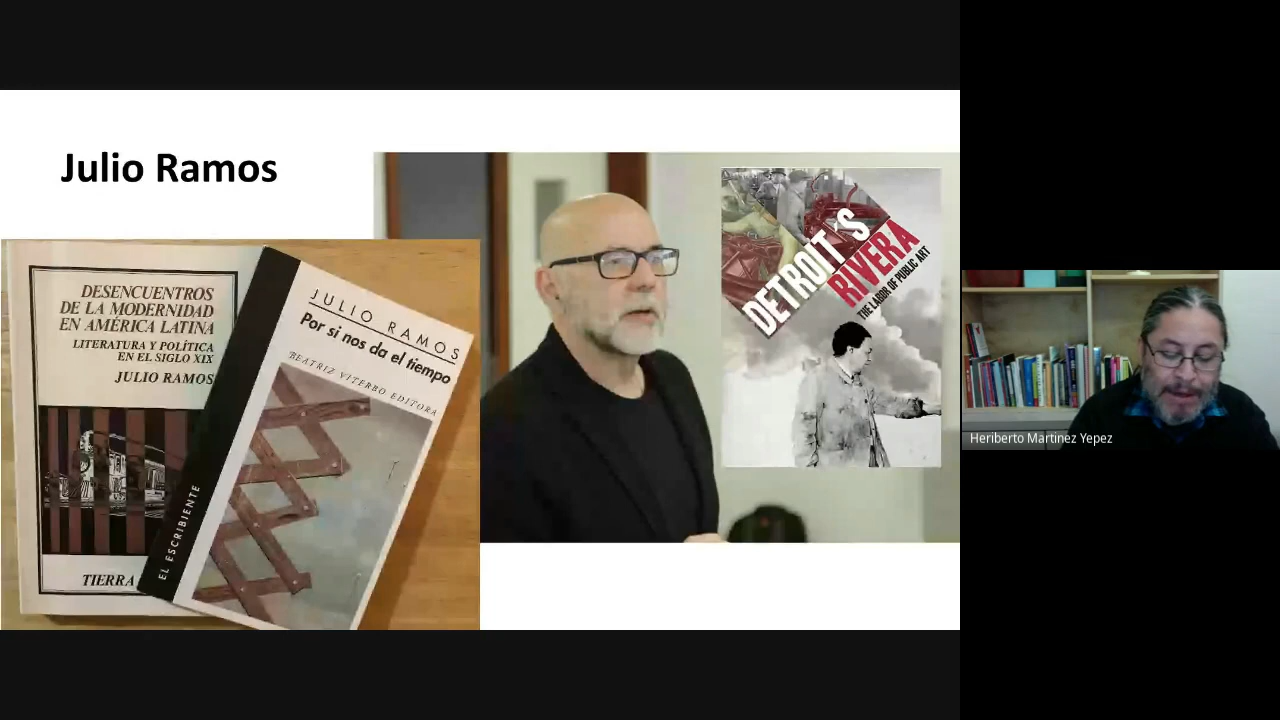 Julio Ramos
DESENCUENTROS
DE LA MODERNIDAD
EN AMÉRICA LATINA
LITERATURA Y POLÍTICA
EN EL SIGLO XIX
JULIO RAMOS
TIERRA
EL ESCRIBIENTE
JULIO RAMOS
Por si nos da el tiempo
BEATRIZ VITERBO EDITORA
DETROIT´S
RIVERA
THE LABOR OF PUBLIC ART
Heriberto Martinez Yepez